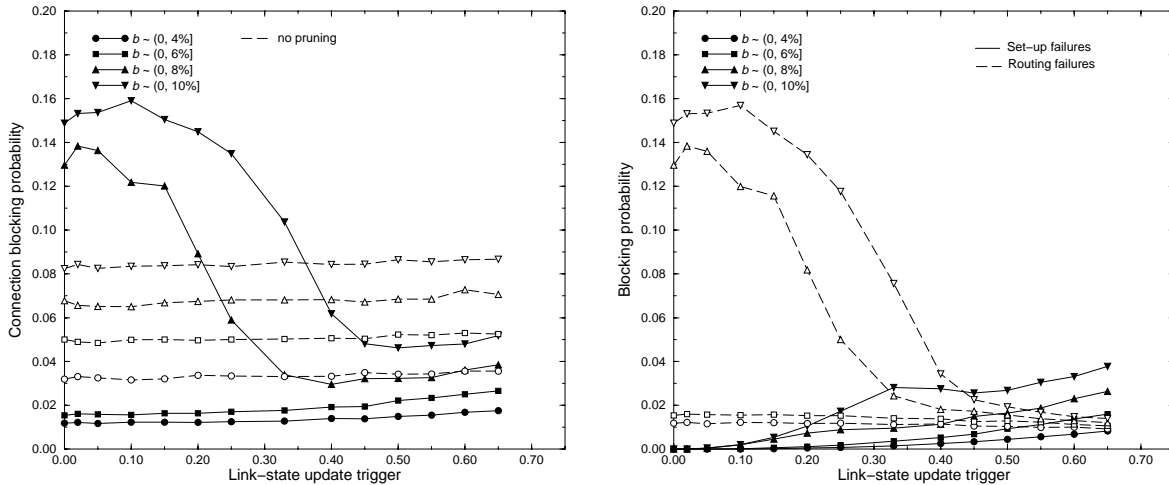 0.20
0.18
0.16
0.14
0.12
0.10
0.08
0.06
0.04
0.02
0.00
Connection blocking probability
b ~ (0, 4%]
b ~ (0, 6%]
b ~ (0, 8%]
b ~ (0, 10%]
no pruning
0.00 0.10 0.20 0.30 0.40 0.50 0.60 0.70
Link−state update trigger
0.20
0.18
0.16
0.14
0.12
0.10
0.08
0.06
0.04
0.02
0.00
Blocking probability
b ~ (0, 4%]
b ~ (0, 6%]
b ~ (0, 8%]
b ~ (0, 10%]
Set−up failures
Routing failures
0.00 0.10 0.20 0.30 0.40 0.50 0.60 0.70
Link−state update trigger